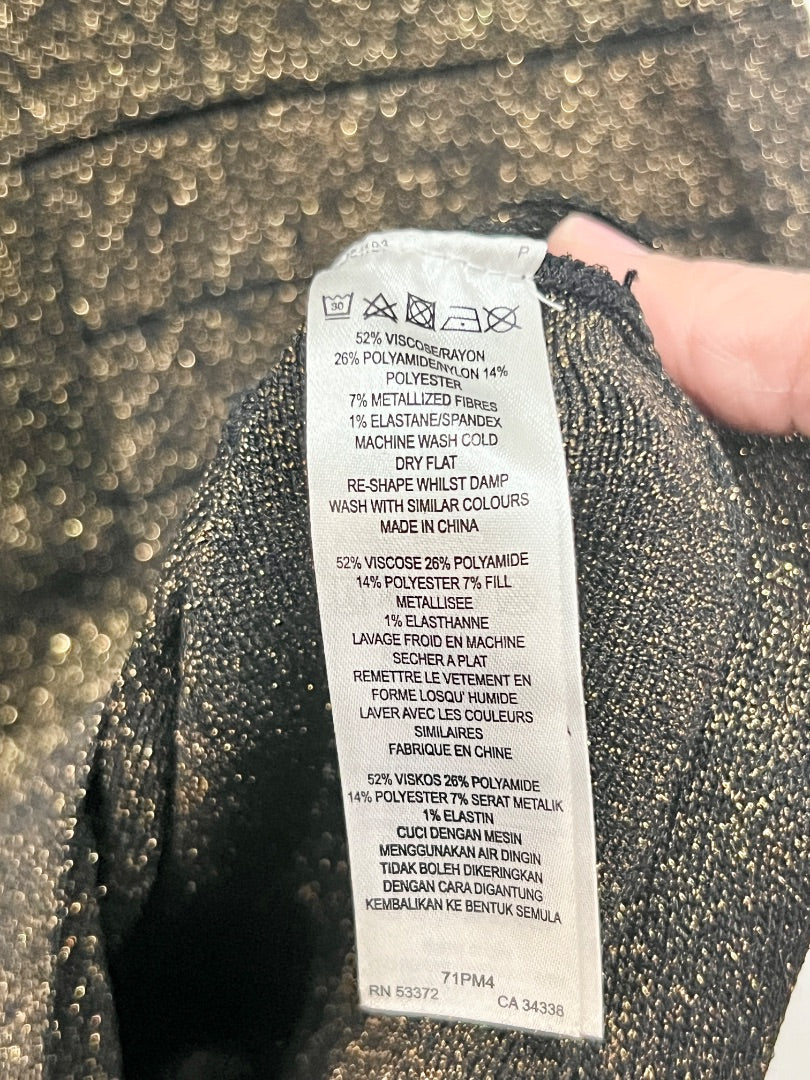 P
30
52% VISCOSE/RAYON
26% POLYAMIDE/NYLON 14%
POLYESTER
7% METALLIZED FIBRES
1% ELASTANE/SPANDEX
MACHINE WASH COLD
DRY FLAT
RE-SHAPE WHILST DAMP
WASH WITH SIMILAR COLOURS
MADE IN CHINA
52% VISCOSE 26% POLYAMIDE
14% POLYESTER 7% FILL
METALLISEE
1% ELASTHANNE
LAVAGE FROID EN MACHINE
SECHER A PLAT
REMETTRE LE VETEMENT EN
FORME LOSQU' HUMIDE
LAVER AVEC LES COULEURS
SIMILAIRES
FABRIQUE EN CHINE
52% VISKOS 26% POLYAMIDE
14% POLYESTER 7% SERAT METALIK
1% ELASTIN
CUCI DENGAN MESIN
MENGGUNAKAN AIR DINGIN
TIDAK BOLEH DIKERINGKAN
DENGAN CARA DIGANTUNG
KEMBALIKAN KE BENTUK SEMULA
71PM4
RN 53372 CA 34338